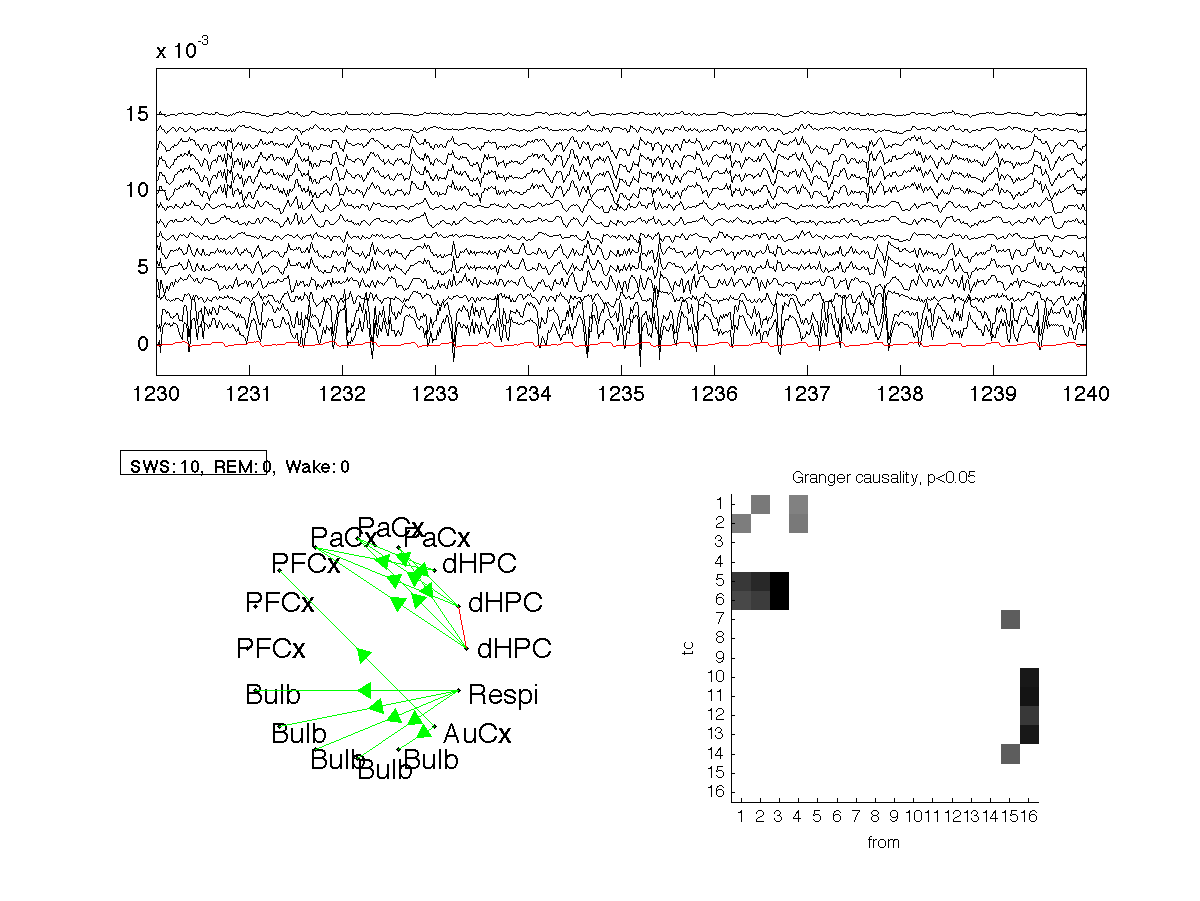 x 10-3
15
10
5
0
1230 1231 1232 1233 1234 1235 1236 1237 1238 1239 1240
SWS:10, REM:0, Wake:0
Granger causality, p<0.05
PaCx
PaCx PaCx
PFCx dHPC
PFCx dHPC
PFCx dHPC
Bulb Respi
Bulb AuCx
Bulb Bulb
Bulb
1
2
3
4
5
6
7
8
9
10
11
12
13
14
15
16
to
1 2 3 4 5 6 7 8 9 10 11 12 13 14 15 16
from